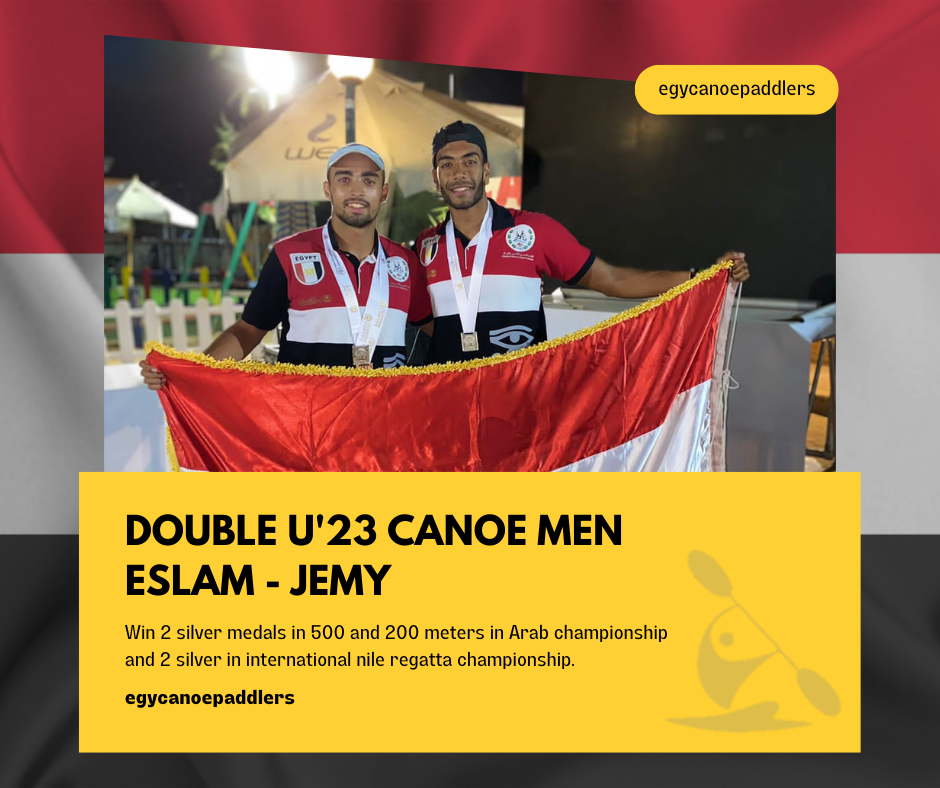 egycanoepaddlers
EGYPT
DOUBLE U'23 CANOE MEN
ESLAM - JEMY
Win 2 silver medals in 500 and 200 meters in Arab championship
and 2 silver in international nile regatta championship.
egycanoepaddlers